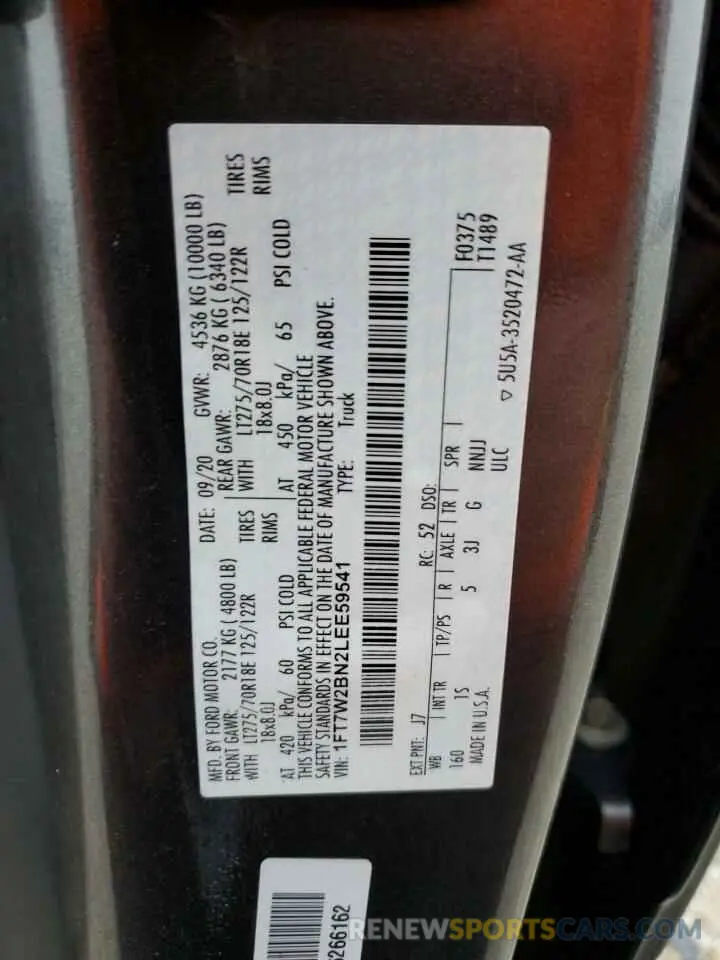 MFD. BY FORD MOTOR CO.
DATE: 09/20 GVWR: 4536 KG (10000 LB)
FRONT GAWR: 2177 KG ( 4800 LB)
REAR GAWR: 2876 KG ( 6340 LB)
WITH LT275/70R18E 125/122R TIRES
WITH LT275/70R18E 125/122R TIRES
18x8.0J RIMS
18x8.0J RIMS
AT 420 kPa/ 60 PSI COLD
AT 450 kPa/ 65 PSI COLD
THIS VEHICLE CONFORMS TO ALL APPLICABLE FEDERAL MOTOR VEHICLE
SAFETY STANDARDS IN EFFECT ON THE DATE OF MANUFACTURE SHOWN ABOVE.
VIN: 1FT7W2BN2LEE59541 TYPE: Truck
EXT PNT: J7 RC: 52 DSO:
F0375
T1489
WB INT TR TP/PS R AXLE TR SPR
160 1S 5 3J G NNJJ
ULC
MADE IN U.S.A. ▽ 5U5A-3520472-AA
266162
RENEWSPORTCARS.COM